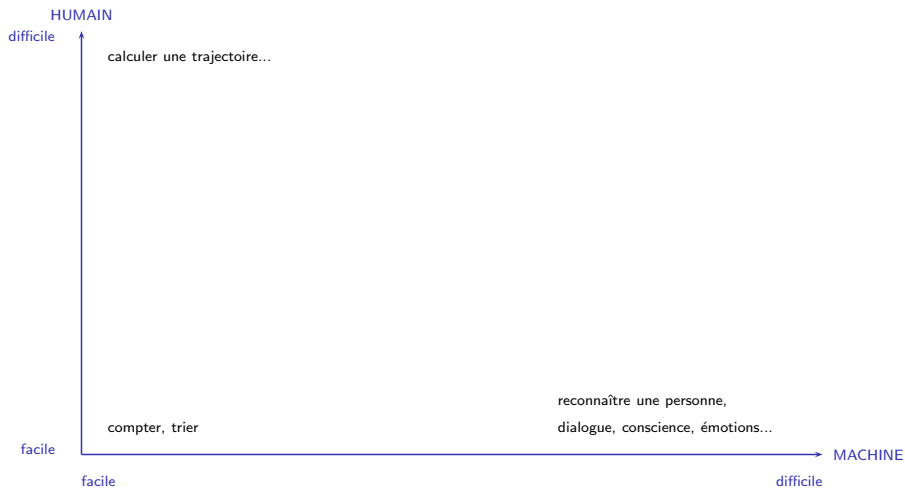 HUMAIN
difficile
calculer une trajectoire...
reconnaître une personne,
compter, trier
dialogue, conscience, émotions...
facile
MACHINE
facile
difficile